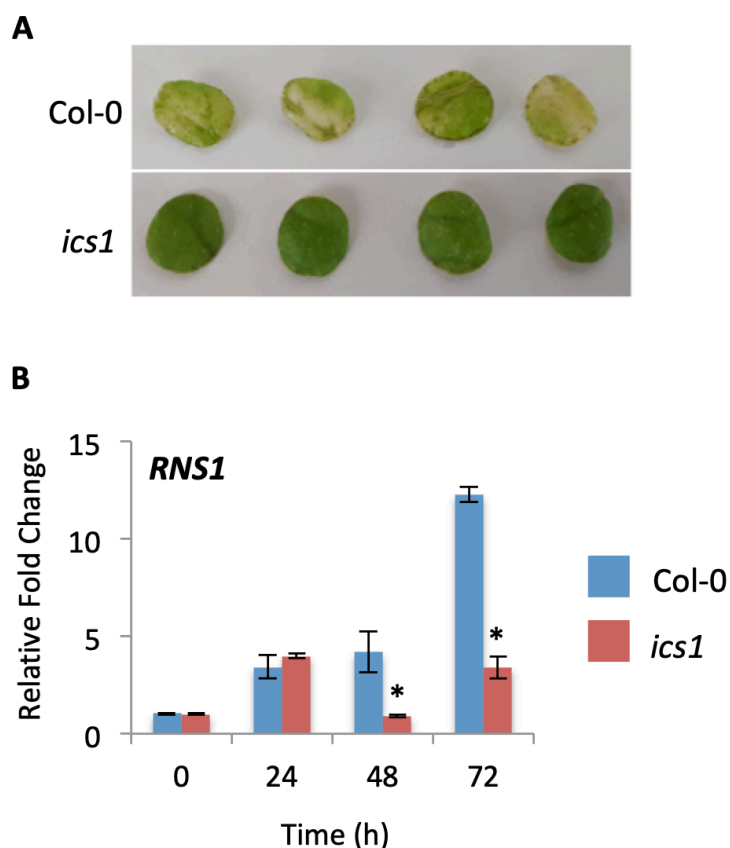 A
Col-0
ics1
B
RNS1
Relative Fold Change
15
10
5
0
*
*
0 24 48 72
Time (h)
Col-0
ics1